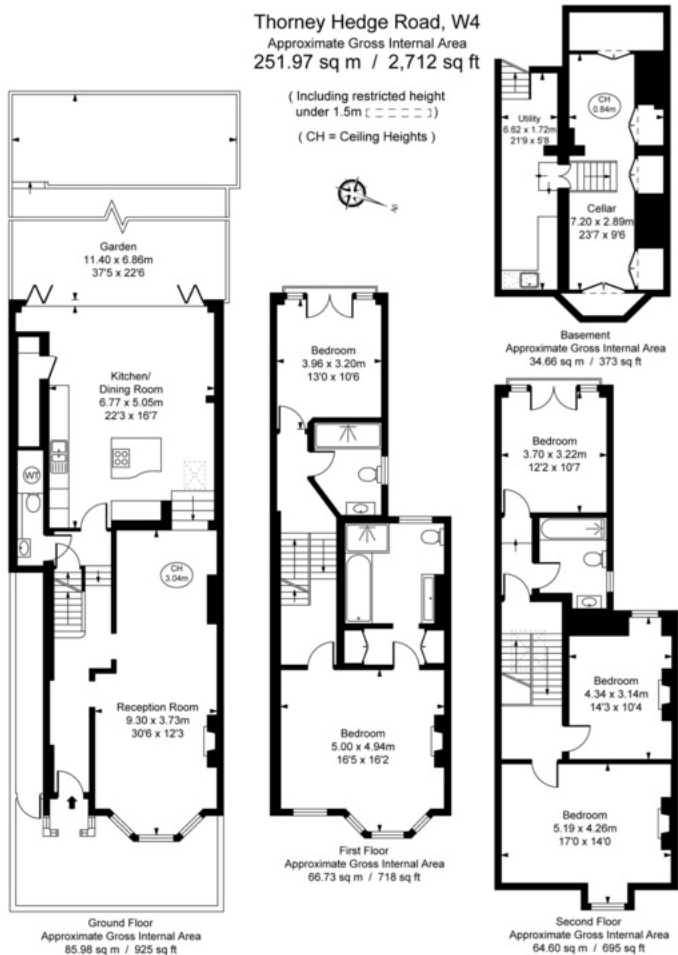 Thorney Hedge Road, W4
Approximate Gross Internal Area
251.97 sq m / 2,712 sq ft
( Including restricted height
under 1.5m )
( CH = Ceiling Heights )
N
Garden
11.40 x 6.86m
37'5 x 22'6
Kitchen/
Dining Room
6.77 x 5.05m
22'3 x 16'7
WT
CH
3.04m
Reception Room
9.30 x 3.73m
30'6 x 12'3
Ground Floor
Approximate Gross Internal Area
85.98 sq m / 925 sq ft
Bedroom
3.96 x 3.20m
13'0 x 10'6
Bedroom
5.00 x 4.94m
16'5 x 16'2
First Floor
Approximate Gross Internal Area
66.73 sq m / 718 sq ft
CH
0.84m
Utility
6.62 x 1.72m
21'9 x 5'8
Cellar
7.20 x 2.89m
23'7 x 9'6
Basement
Approximate Gross Internal Area
34.66 sq m / 373 sq ft
Bedroom
3.70 x 3.22m
12'2 x 10'7
Bedroom
4.34 x 3.14m
14'3 x 10'4
Bedroom
5.19 x 4.26m
17'0 x 14'0
Second Floor
Approximate Gross Internal Area
64.60 sq m / 695 sq ft